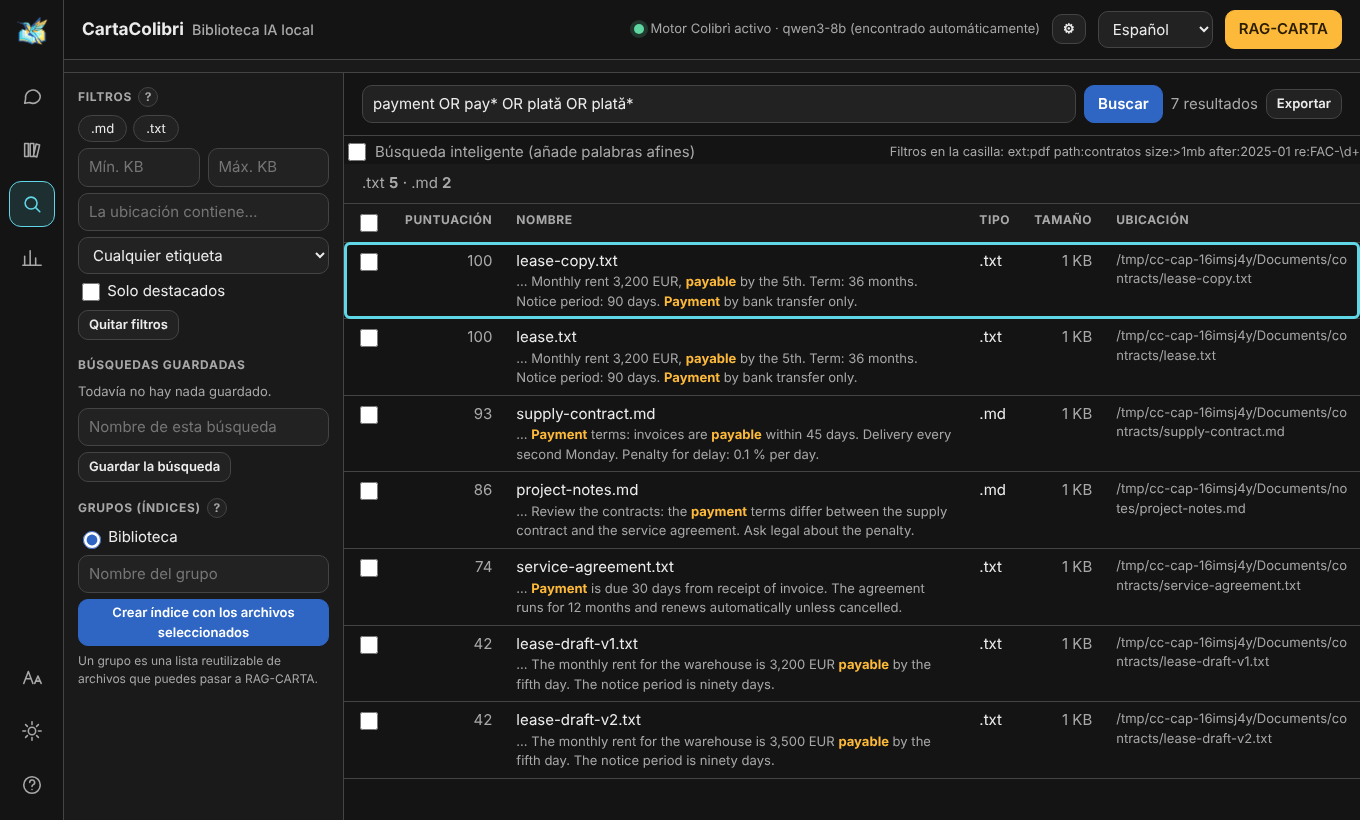 CartaColibri Biblioteca IA local
Motor Colibrì activo · qwen3-8b (encontrado automáticamente)
⚙
Español
RAG-CARTA
FILTROS ?
.md .txt
Mín. KB Máx. KB
La ubicación contiene...
Cualquier etiqueta
Solo destacados
Quitar filtros
BÚSQUEDAS GUARDADAS
Todavía no hay nada guardado.
Nombre de esta búsqueda
Guardar la búsqueda
GRUPOS (ÍNDICES) ?
Biblioteca
Nombre del grupo
Crear índice con los archivos
seleccionados
Un grupo es una lista reutilizable de
archivos que puedes pasar a RAG-CARTA.
payment OR pay* OR plată OR plată*
Buscar
7 resultados
Exportar
Búsqueda inteligente (añade palabras afines)
Filtros en la casilla: ext:pdf path:contratos size:>1mb after:2025-01 re:FAC-\d+
.txt 5 · .md 2
PUNTUACIÓN NOMBRE TIPO TAMAÑO UBICACIÓN
100 lease-copy.txt .txt 1 KB /tmp/cc-cap-16imsj4y/Documents/co
ntracts/lease-copy.txt
... Monthly rent 3,200 EUR, payable by the 5th. Term: 36 months.
Notice period: 90 days. Payment by bank transfer only.
100 lease.txt .txt 1 KB /tmp/cc-cap-16imsj4y/Documents/co
ntracts/lease.txt
... Monthly rent 3,200 EUR, payable by the 5th. Term: 36 months.
Notice period: 90 days. Payment by bank transfer only.
93 supply-contract.md .md 1 KB /tmp/cc-cap-16imsj4y/Documents/co
ntracts/supply-contract.md
... Payment terms: invoices are payable within 45 days. Delivery every
second Monday. Penalty for delay: 0.1 % per day.
86 project-notes.md .md 1 KB /tmp/cc-cap-16imsj4y/Documents/no
tes/project-notes.md
... Review the contracts: the payment terms differ between the supply
contract and the service agreement. Ask legal about the penalty.
74 service-agreement.txt .txt 1 KB /tmp/cc-cap-16imsj4y/Documents/co
ntracts/service-agreement.txt
... Payment is due 30 days from receipt of invoice. The agreement
runs for 12 months and renews automatically unless cancelled.
42 lease-draft-v1.txt .txt 1 KB /tmp/cc-cap-16imsj4y/Documents/co
ntracts/lease-draft-v1.txt
... The monthly rent for the warehouse is 3,200 EUR payable by the
fifth day. The notice period is ninety days.
42 lease-draft-v2.txt .txt 1 KB /tmp/cc-cap-16imsj4y/Documents/co
ntracts/lease-draft-v2.txt
... The monthly rent for the warehouse is 3,500 EUR payable by the
fifth day. The notice period is ninety days.
AA
?